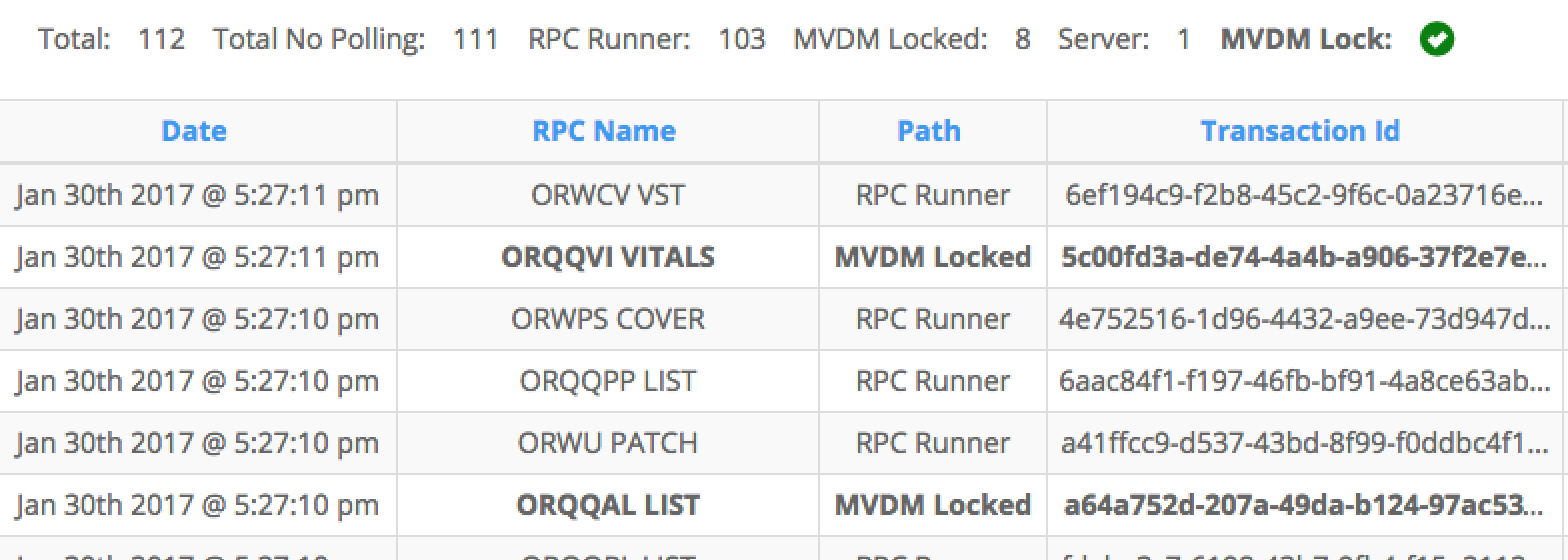 Total: 112 Total No Polling: 111 RPC Runner: 103 MVDM Locked: 8 Server: 1 MVDM Lock:
Date RPC Name Path Transaction Id
Jan 30th 2017 @ 5:27:11 pm ORWCV VST RPC Runner 6ef194c9-f2b8-45c2-9f6c-0a23716e...
Jan 30th 2017 @ 5:27:11 pm ORQQVI VITALS MVDM Locked 5c00fd3a-de74-4a4b-a906-37f2e7e...
Jan 30th 2017 @ 5:27:10 pm ORWPS COVER RPC Runner 4e752516-1d96-4432-a9ee-73d947d...
Jan 30th 2017 @ 5:27:10 pm ORQQPP LIST RPC Runner 6aac84f1-f197-46fb-bf91-4a8ce63ab...
Jan 30th 2017 @ 5:27:10 pm ORWU PATCH RPC Runner a41ffcc9-d537-43bd-8f99-f0ddbc4f1...
Jan 30th 2017 @ 5:27:10 pm ORQQAL LIST MVDM Locked a64a752d-207a-49da-b124-97ac53...